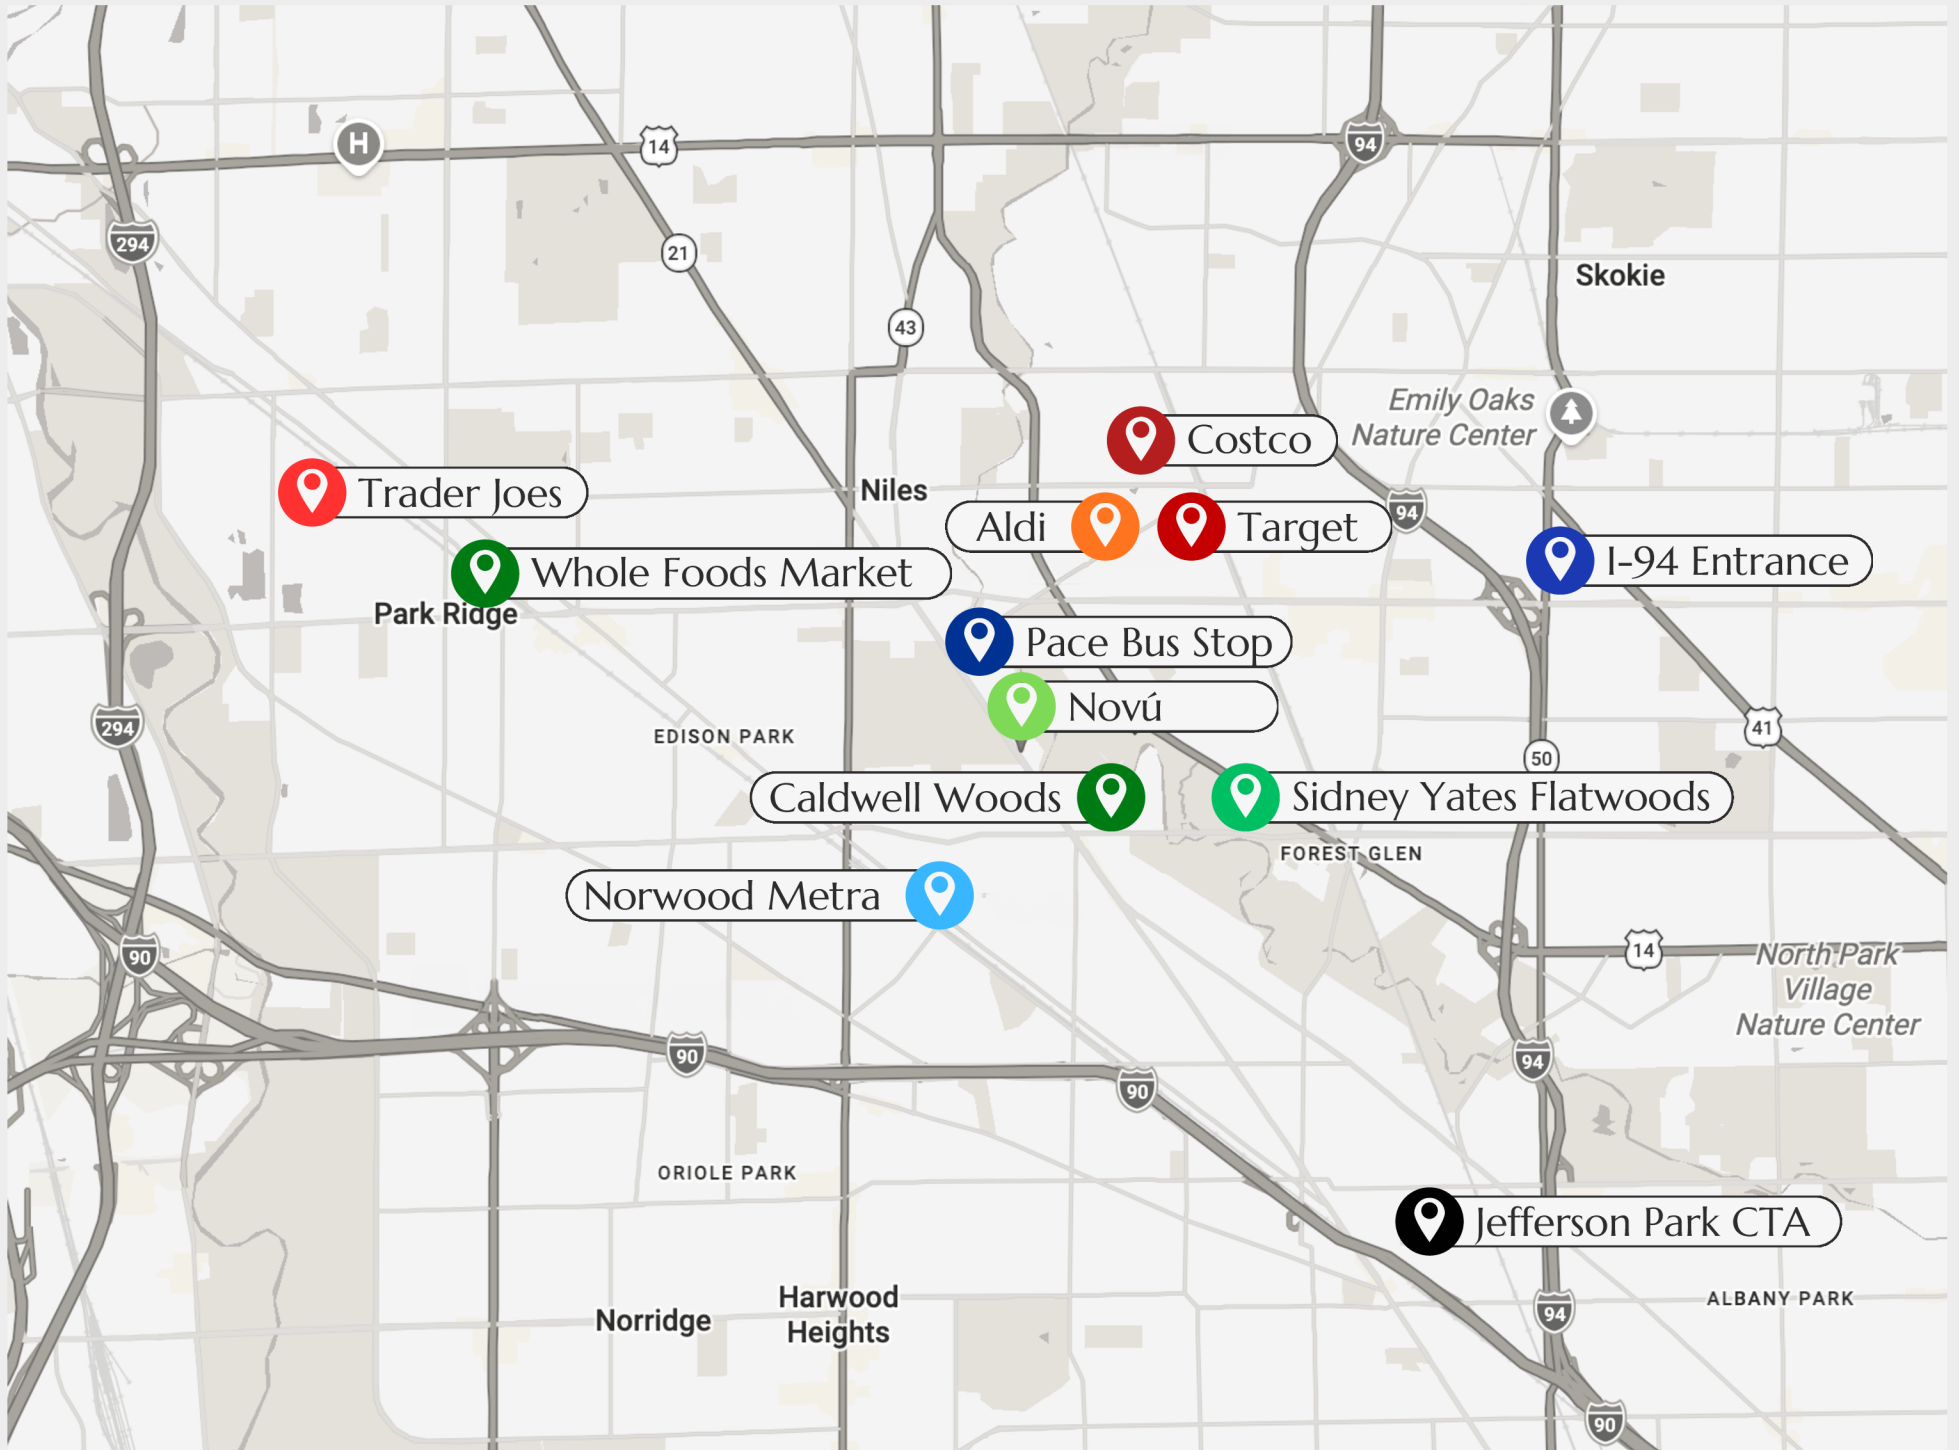 H
14
94
294
21
Skokie
43
Emily Oaks
Nature Center
Costco
Trader Joes
Niles
94
Aldi
Target
I-94 Entrance
Whole Foods Market
Park Ridge
Pace Bus Stop
Novú
294
41
EDISON PARK
50
Caldwell Woods
Sidney Yates Flatwoods
FOREST GLEN
Norwood Metra
90
14
North Park
Village
Nature Center
90
94
90
ORIOLE PARK
Jefferson Park CTA
Harwood
Heights
ALBANY PARK
Norridge
94
90